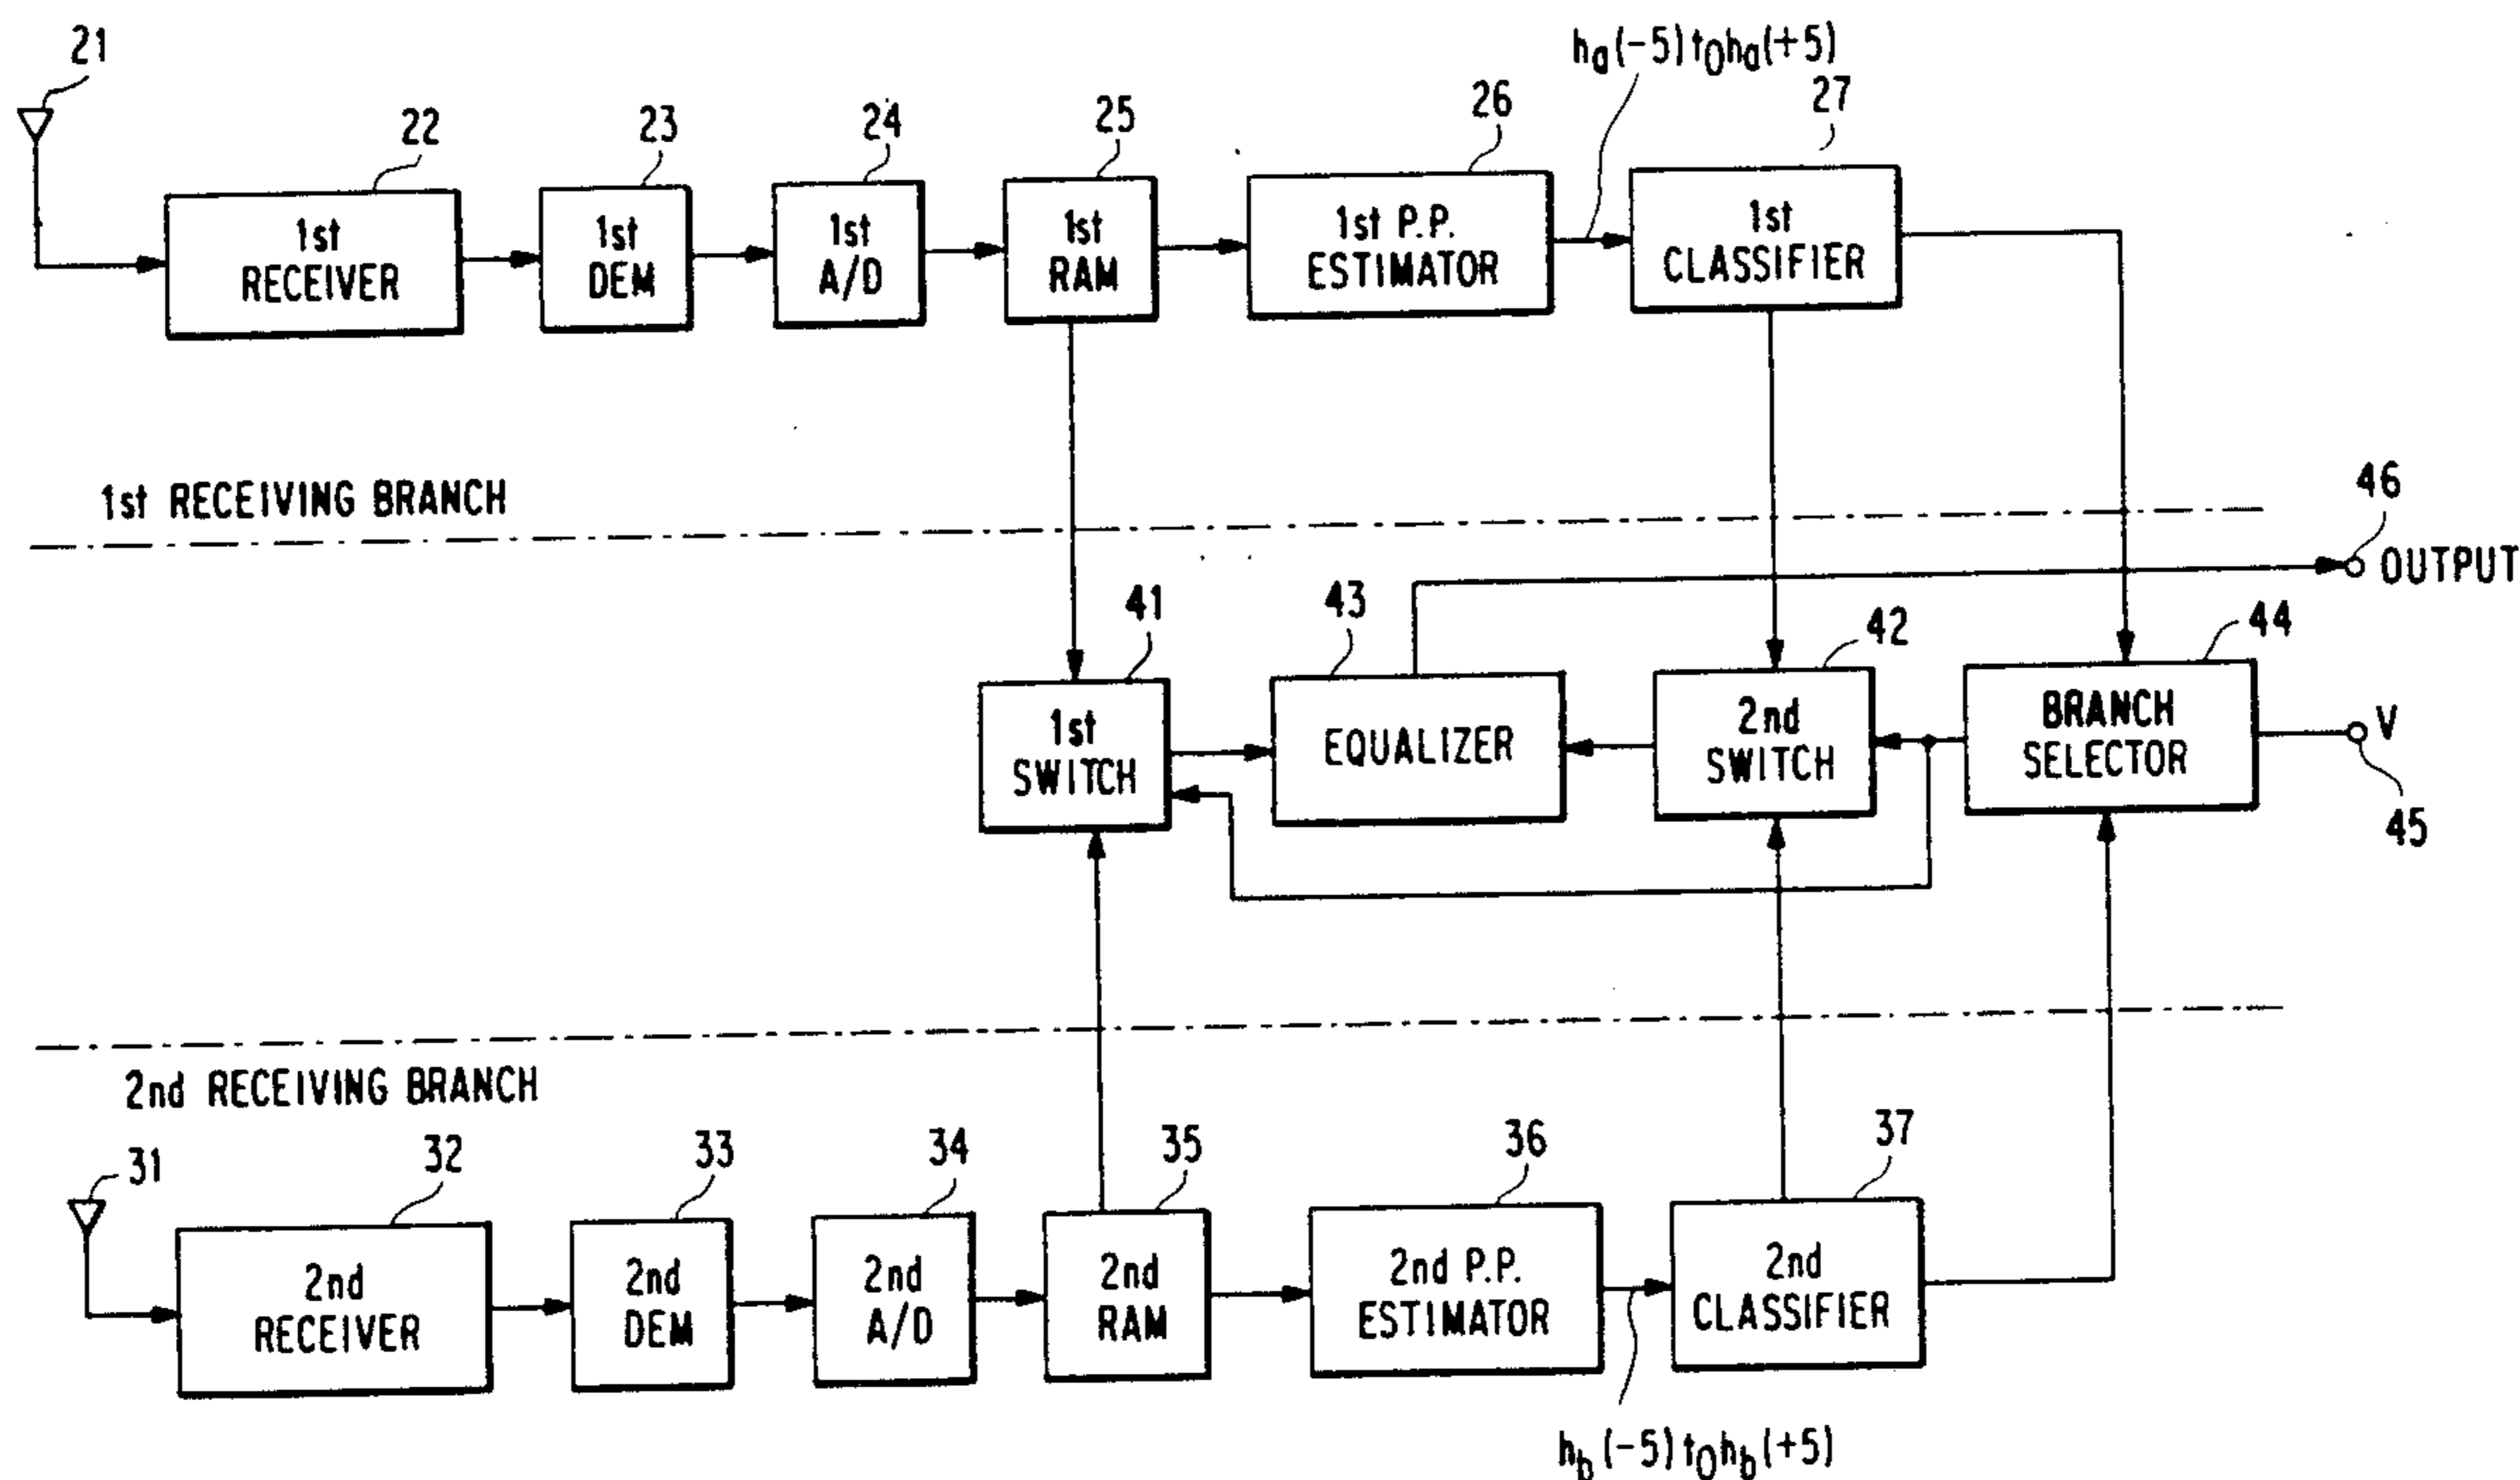 21
22
23
24
25
26
hₐ(-5) to hₐ(+5)
27
1st RECEIVER
1st DEM
1st A/D
1st RAM
1st P.P. ESTIMATOR
1st CLASSIFIER
1st RECEIVING BRANCH
46
OUTPUT
41
43
42
44
1st SWITCH
EQUALIZER
2nd SWITCH
BRANCH SELECTOR
V
45
2nd RECEIVING BRANCH
31
32
33
34
35
36
37
2nd RECEIVER
2nd DEM
2nd A/D
2nd RAM
2nd P.P. ESTIMATOR
2nd CLASSIFIER
h_b(-5) to h_b(+5)